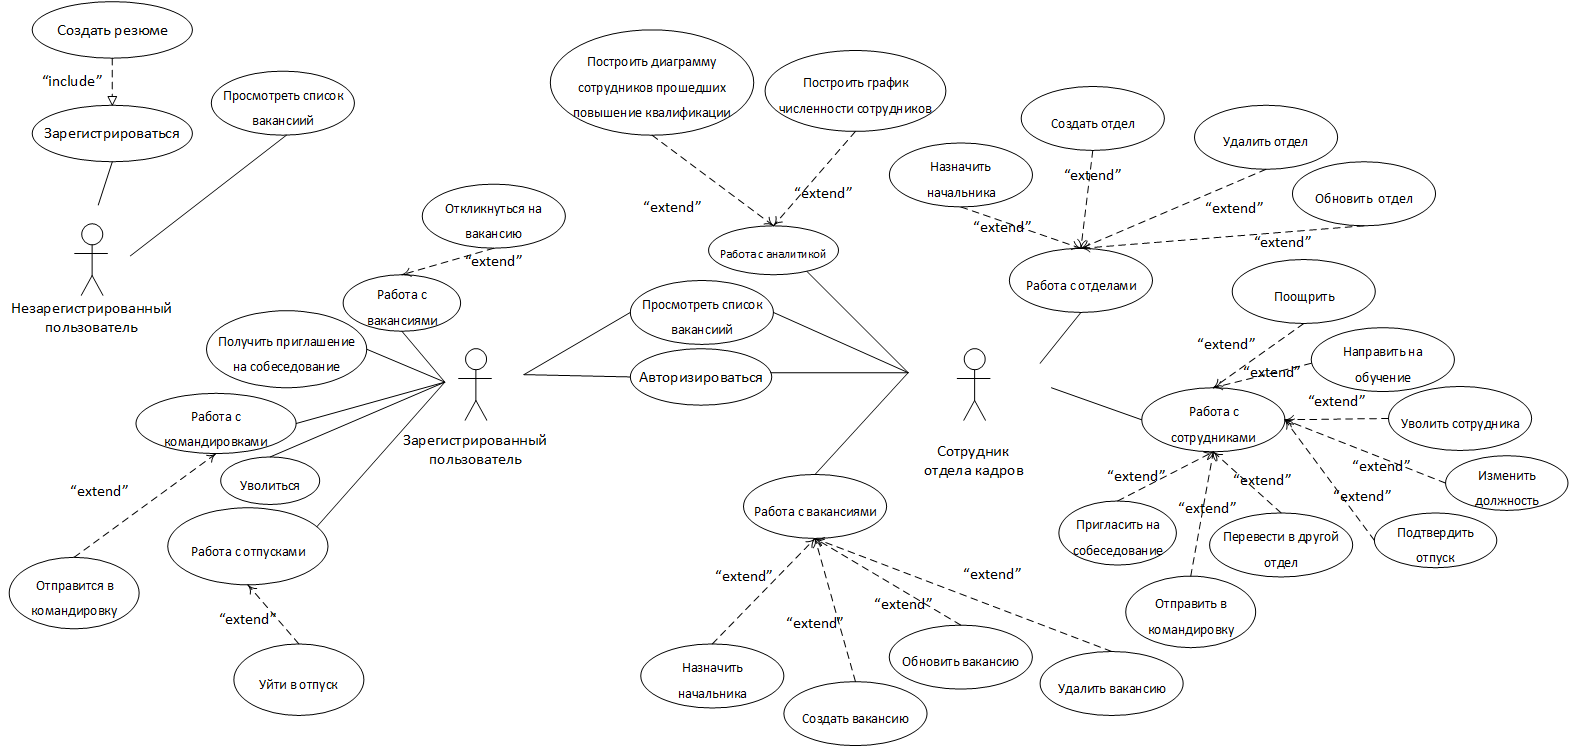 Создать резюме
“include”
Зарегистрироваться
Просмотреть список
вакансиий
Незарегистрированный
пользователь
Откликнуться на
вакансию
“extend”
Работа с
вакансиями
Получить приглашение
на собеседование
Работа с
командировками
“extend”
Отправится в
командировку
Уволиться
Работа с отпусками
“extend”
Уйти в отпуск
Зарегистрированный
пользователь
Построить диаграмму
сотрудников прошедших
повышение квалификации
Построить график
численности сотрудников
“extend”
“extend”
Работа с аналитикой
Просмотреть список
вакансиий
Авторизироваться
Сотрудник
отдела кадров
Работа с вакансиями
“extend”
“extend”
“extend”
“extend”
Назначить
начальника
Создать вакансию
Обновить вакансию
Удалить вакансию
Создать отдел
Удалить отдел
Назначить
начальника
Обновить отдел
“extend”
“extend”
“extend”
“extend”
Работа с отделами
Поощрить
“extend”
Направить на
обучение
“extend”
Работа с
сотрудниками
“extend”
Уволить сотрудника
“extend”
Изменить
должность
“extend”
Подтвердить
отпуск
“extend”
Пригласить на
собеседование
“extend”
Перевести в другой
отдел
“extend”
Отправить в
командировку